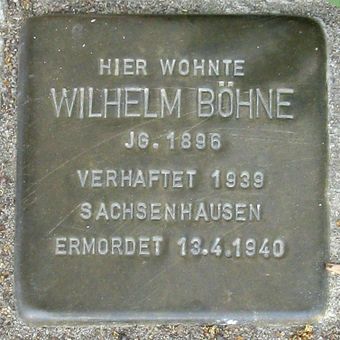 HIER WOHNTE
WILHELM BÖHNE
JG. 1896
VERHAFTET 1939
SACHSENHAUSEN
ERMORDET 13.4.1940